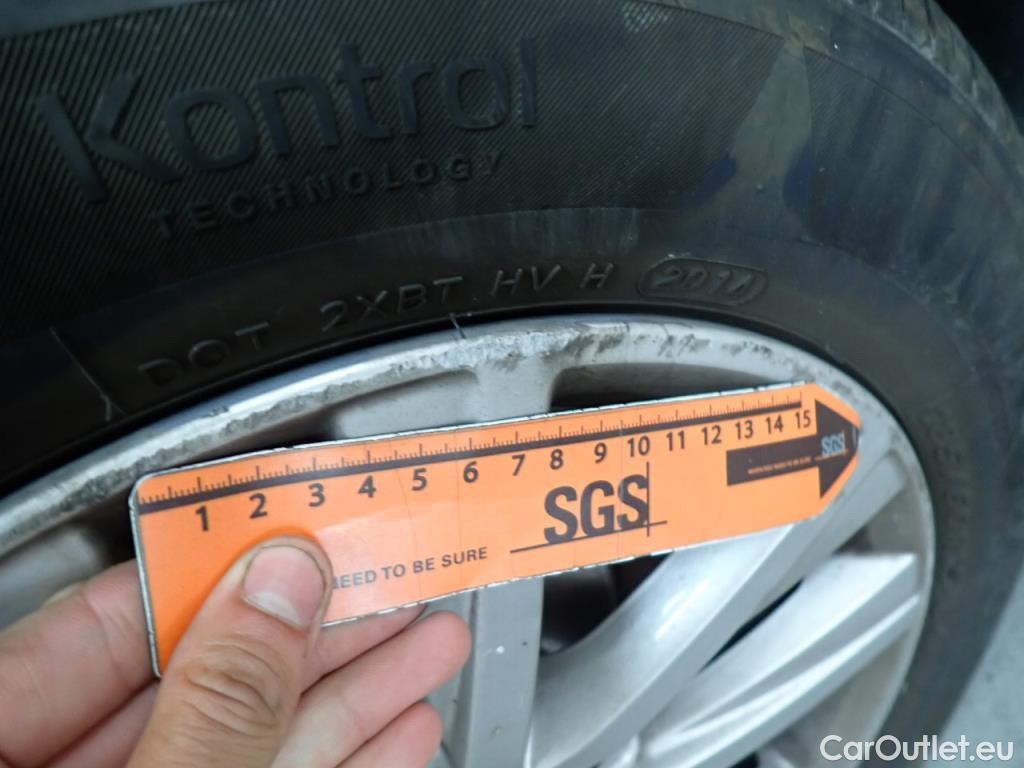 Kontrol
TECHNOLOGY
DOT 2XBT HV H 2014
1 2 3 4 5 6 7 8 9 10 11 12 13 14 15
SGS
SGS
NEED TO BE SURE
CarOutlet.eu